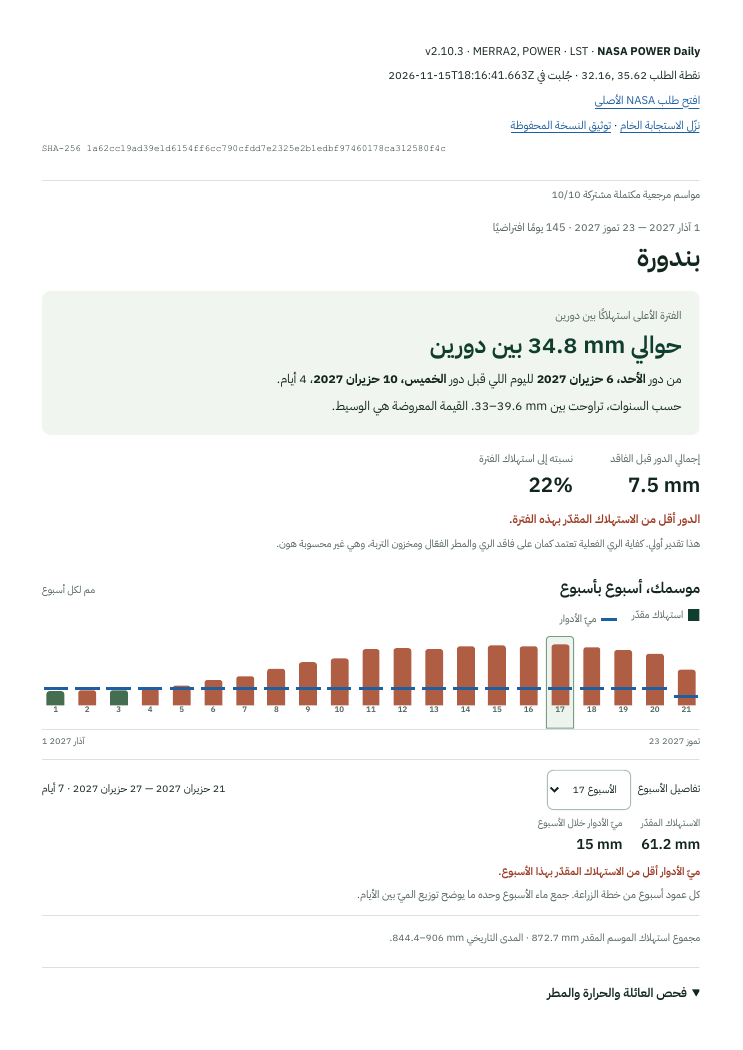 NASA POWER Daily · v2.10.3 · MERRA2, POWER · LST
نقطة الطلب 35.62 ,32.16 · جُلبت في 2026-11-15T18:16:41.663Z
افتح طلب NASA الأصلي
نزّل الاستجابة الخام · توثيق النسخة المحفوظة
SHA-256 1a62cc19ad39e1d6154ff6cc790cfdd7e2325e2b1edbf97460178ca312580f4c
مواسم مرجعية مكتملة مشتركة 10/10
1 آذار 2027 — 23 تموز 2027 · 145 يومًا افتراضيًا
بندورة
الفترة الأعلى استهلاكًا بين دورين
حوالي 34.8 mm بين دورين
من دور الأحد، 6 حزيران 2027 لليوم اللي قبل دور الخميس، 10 حزيران 2027، 4 أيام.
حسب السنوات، تراوحت بين 33–39.6 mm. القيمة المعروضة هي الوسيط.
إجمالي الدور قبل الفاقد
نسبته إلى استهلاك الفترة
7.5 mm
22%
الدور أقل من الاستهلاك المقدّر بهذه الفترة.
هذا تقدير أولي. كفاية الري الفعلية تعتمد كمان على فاقد الري والمطر الفعّال ومخزون التربة، وهي غير محسوبة هون.
موسمك، أسبوع بأسبوع
مم لكل أسبوع
استهلاك مقدّر
ميّ الأدوار
1 2 3 4 5 6 7 8 9 10 11 12 13 14 15 16 17 18 19 20 21
1 آذار 2027
23 تموز 2027
تفاصيل الأسبوع
الأسبوع 17
21 حزيران 2027 — 27 حزيران 2027 · 7 أيام
الاستهلاك المقدّر
ميّ الأدوار خلال الأسبوع
61.2 mm
15 mm
ميّ الأدوار أقل من الاستهلاك المقدّر بهذا الأسبوع.
كل عمود أسبوع من خطة الزراعة. جمع ماء الأسبوع وحده ما يوضح توزيع الميّ بين الأيام.
مجموع استهلاك الموسم المقدر 872.7 mm · المدى التاريخي 844.4–906 mm.
فحص العائلة والحرارة والمطر